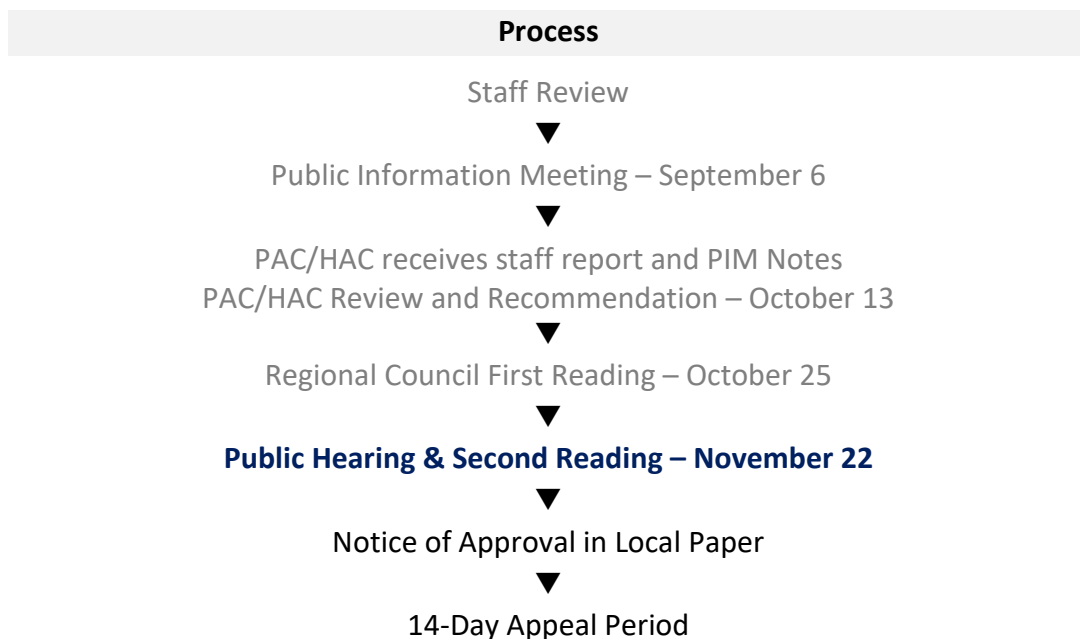 Process
Staff Review
Public Information Meeting – September 6
PAC/HAC receives staff report and PIM Notes
PAC/HAC Review and Recommendation – October 13
Regional Council First Reading – October 25
Public Hearing & Second Reading – November 22
Notice of Approval in Local Paper
14-Day Appeal Period